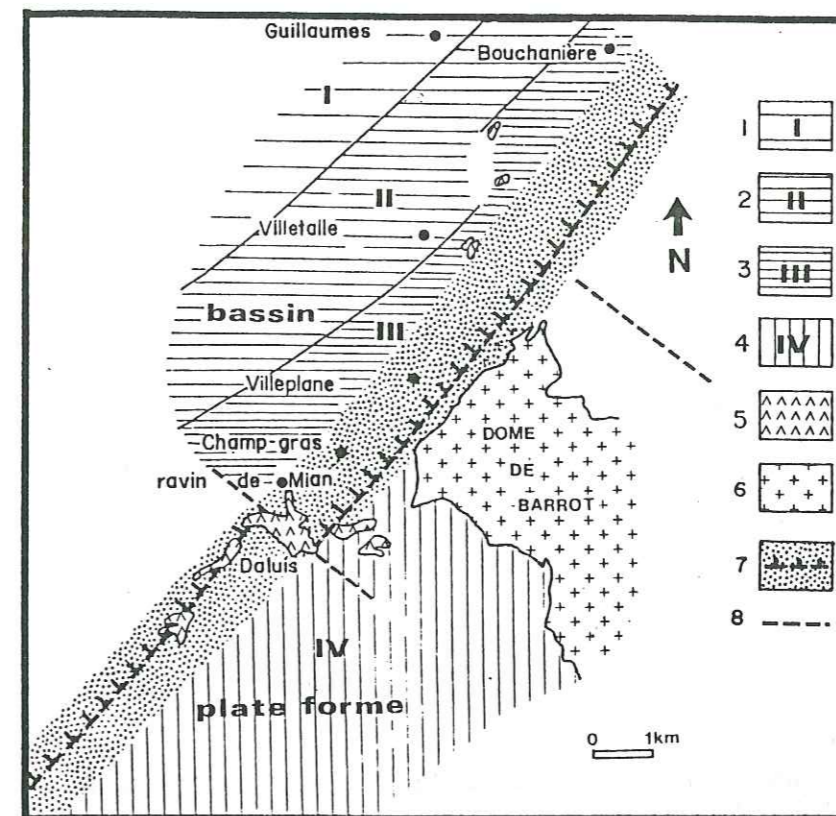 Guillaumes
Bouchanière
I
1 I
II
2 II
Villetalle
N
3 III
bassin
III
4 IV
Villeplane
5
Champ-gras
DOME
DE
BARROT
6
ravin de Mian
Daluis
7
8
IV
plate forme
0 1km